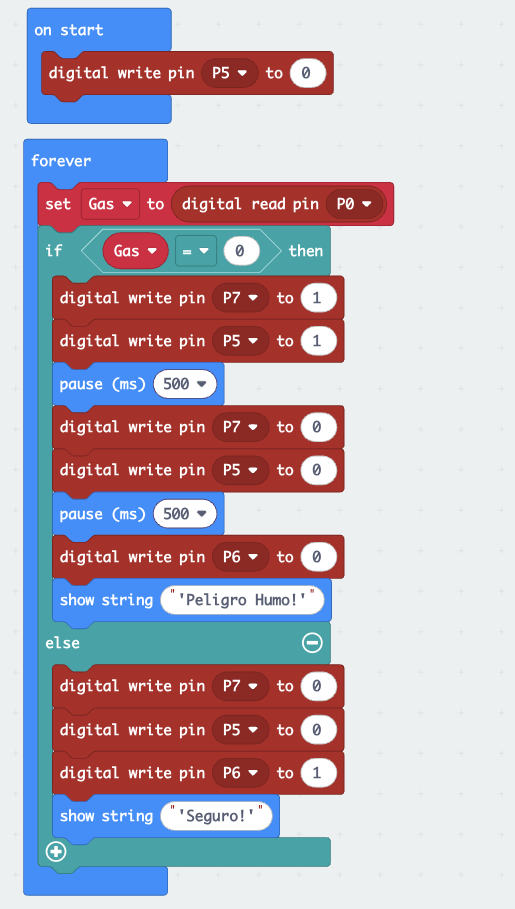 on start
digital write pin P5 to 0
forever
set Gas to digital read pin P0
if Gas = 0 then
digital write pin P7 to 1
digital write pin P5 to 1
pause (ms) 500
digital write pin P7 to 0
digital write pin P5 to 0
pause (ms) 500
digital write pin P6 to 0
show string "'Peligro Humo!'"
else
digital write pin P7 to 0
digital write pin P5 to 0
digital write pin P6 to 1
show string "'Seguro!'"